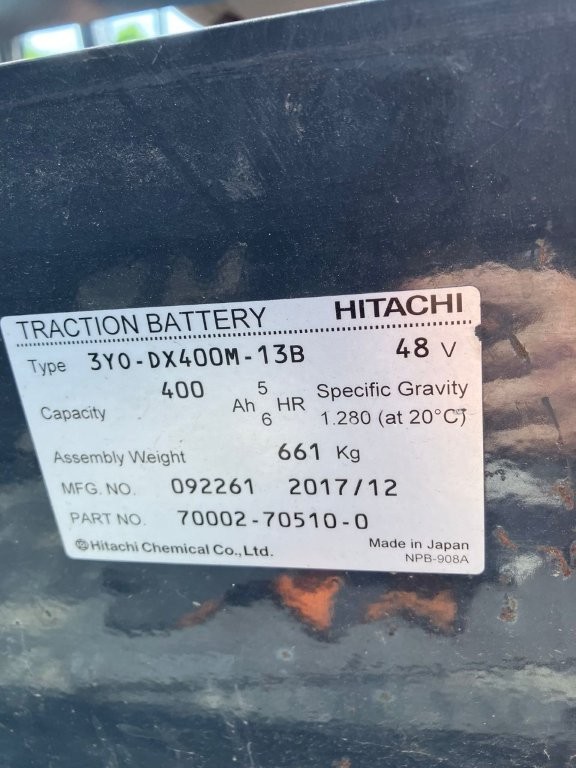 TRACTION BATTERY HITACHI
Type 3Y0-DX400M-13B 48 V
Capacity 400 Ah 5 HR Specific Gravity
6 1.280 (at 20°C)
Assembly Weight 661 Kg
MFG. NO. 092261 2017/12
PART NO. 70002-70510-0
Hitachi Chemical Co., Ltd. Made in Japan
NPB-908A